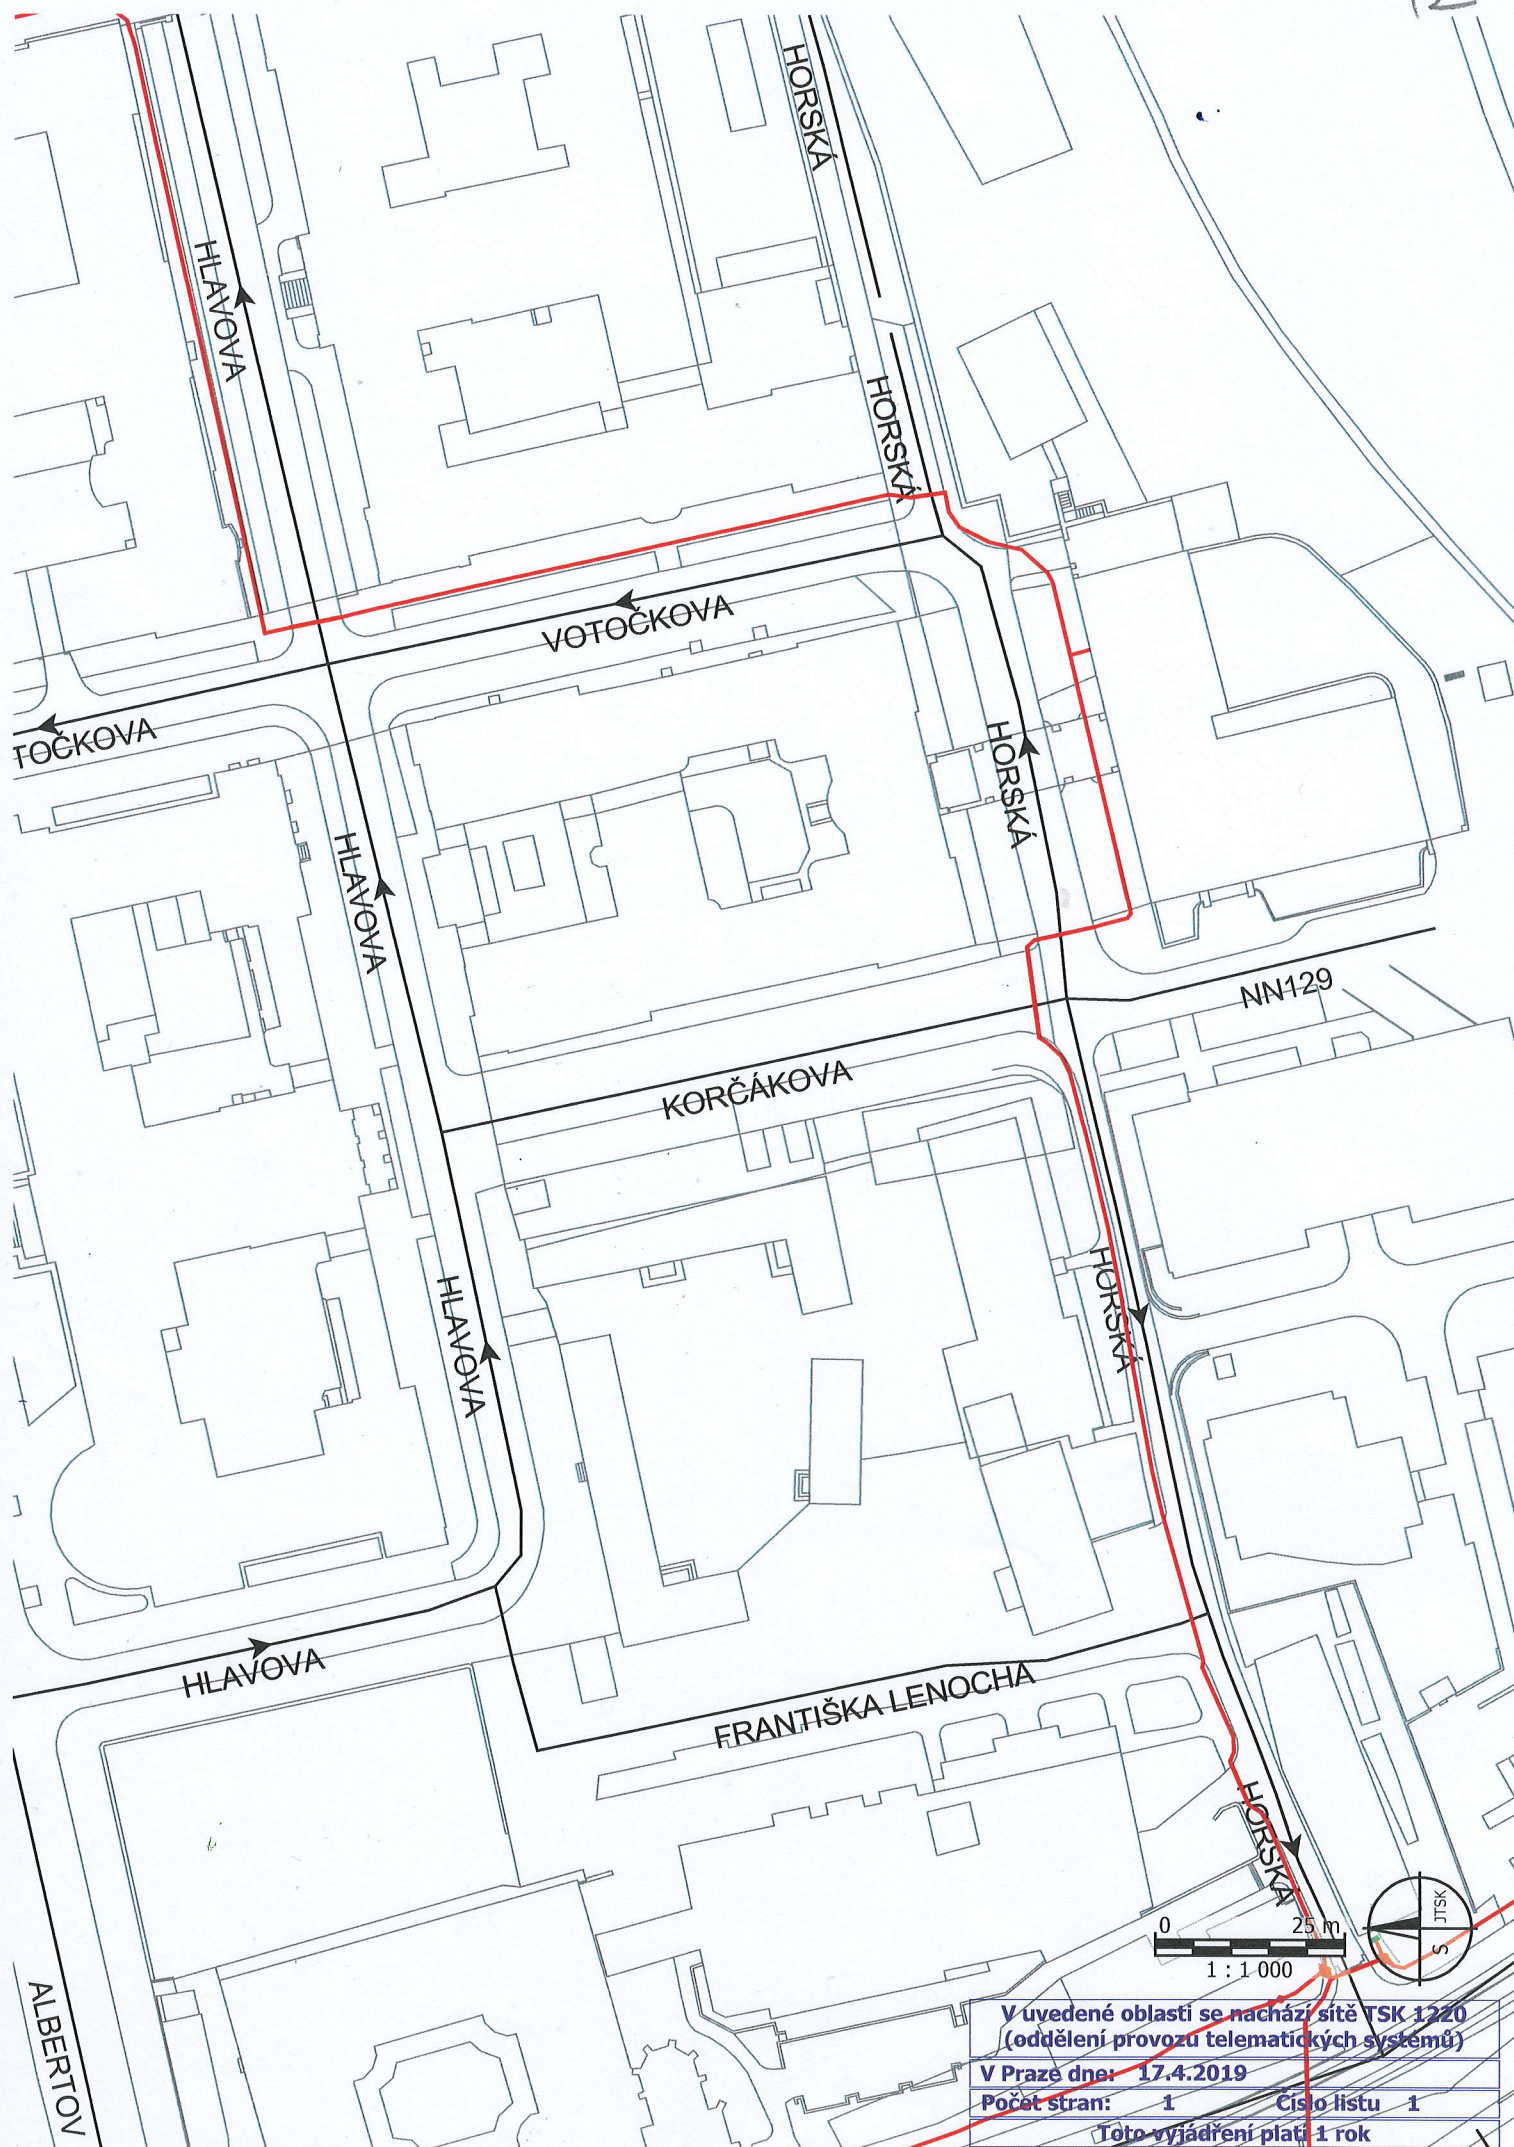 HORSKÁ
HLAVOVA
HORSKÁ
VOTOČKOVA
TOČKOVA
HORSKÁ
HLAVOVA
NN129
KORČÁKOVA
HORSKÁ
HLAVOVA
HLAVOVA
FRANTIŠKA LENOCHA
HORSKÁ
ALBERTOV
0 25 m
1 : 1 000
JTSK
S
V uvedené oblasti se nachází sítě TSK 1220
(oddělení provozu telematických systémů)
V Praze dne: 17.4.2019
Počet stran: 1 Číslo listu 1
Toto vyjádření platí 1 rok